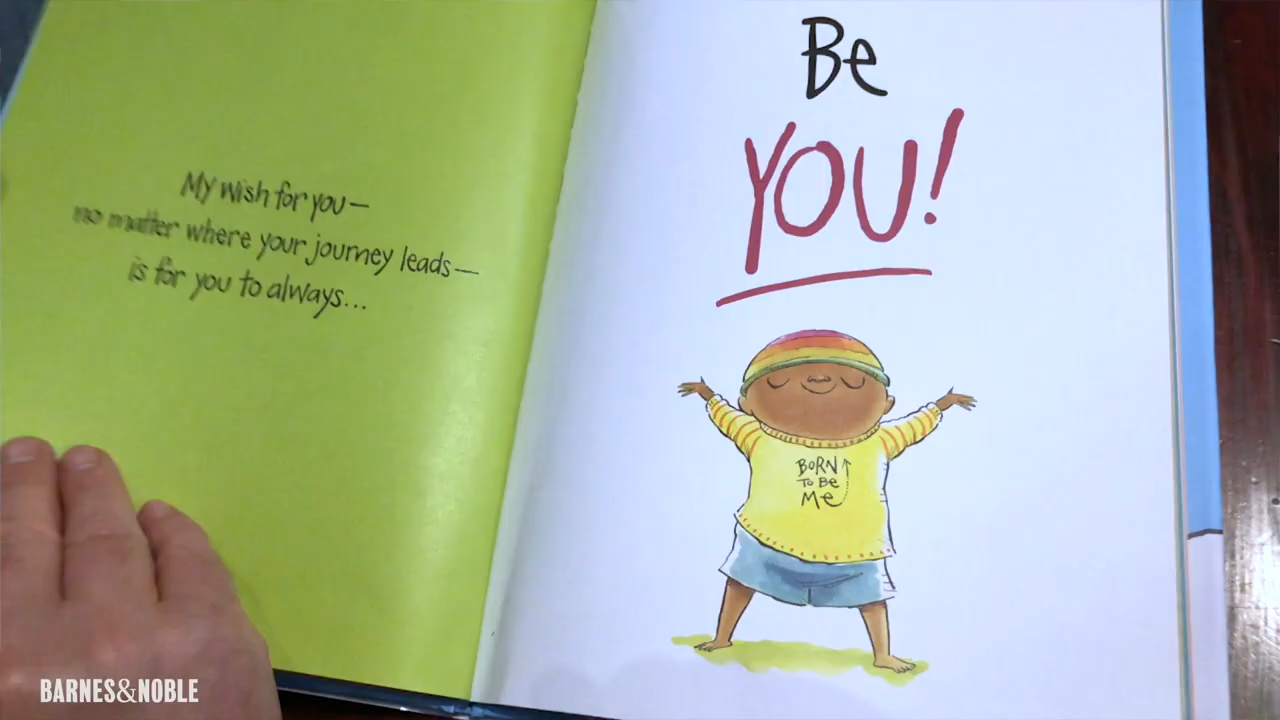 My wish for you—
no matter where your journey leads—
is for you to always...
Be
YOU!
BORN
TO BE
ME
BARNES&NOBLE